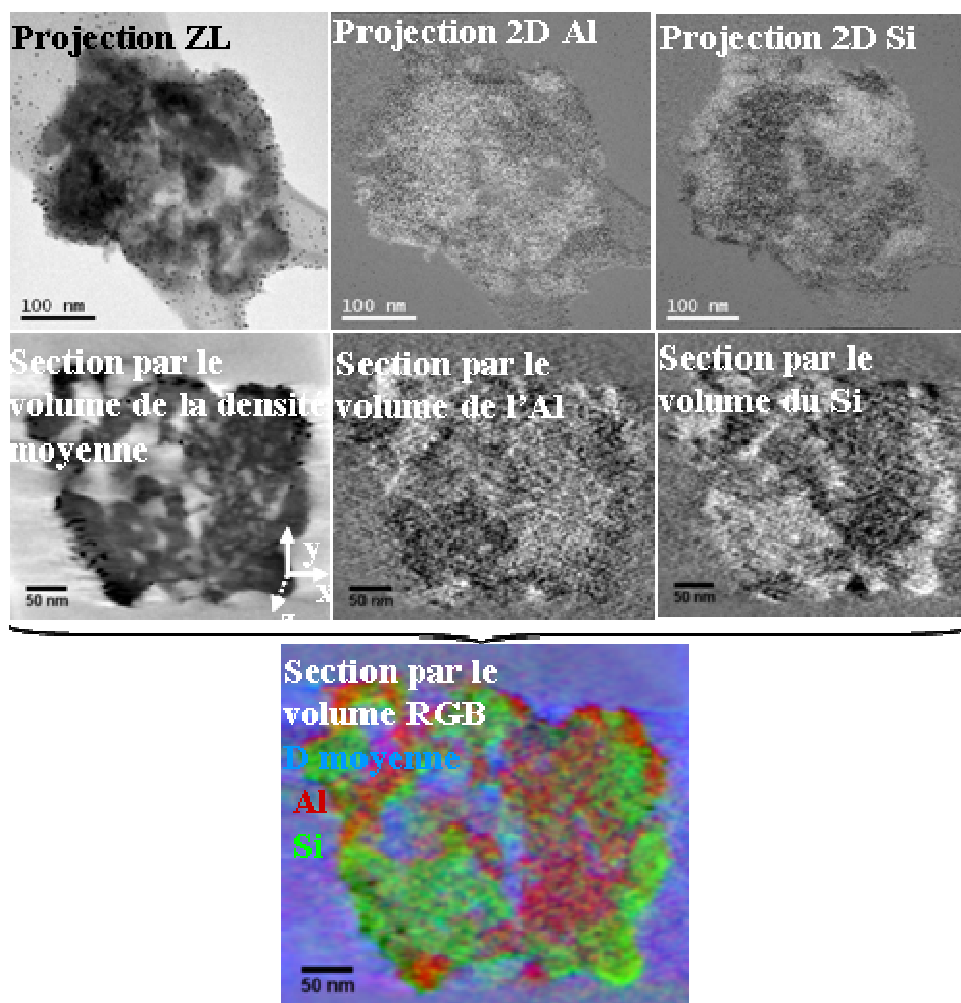 Projection ZL
Projection 2D Al
Projection 2D Si
100 nm
100 nm
100 nm
Section par le
volume de la densité
moyenne
Section par le
volume de l'Al
Section par le
volume du Si
y
x
50 nm
50 nm
50 nm
Section par le
volume RGB
D moyenne
Al
Si
50 nm